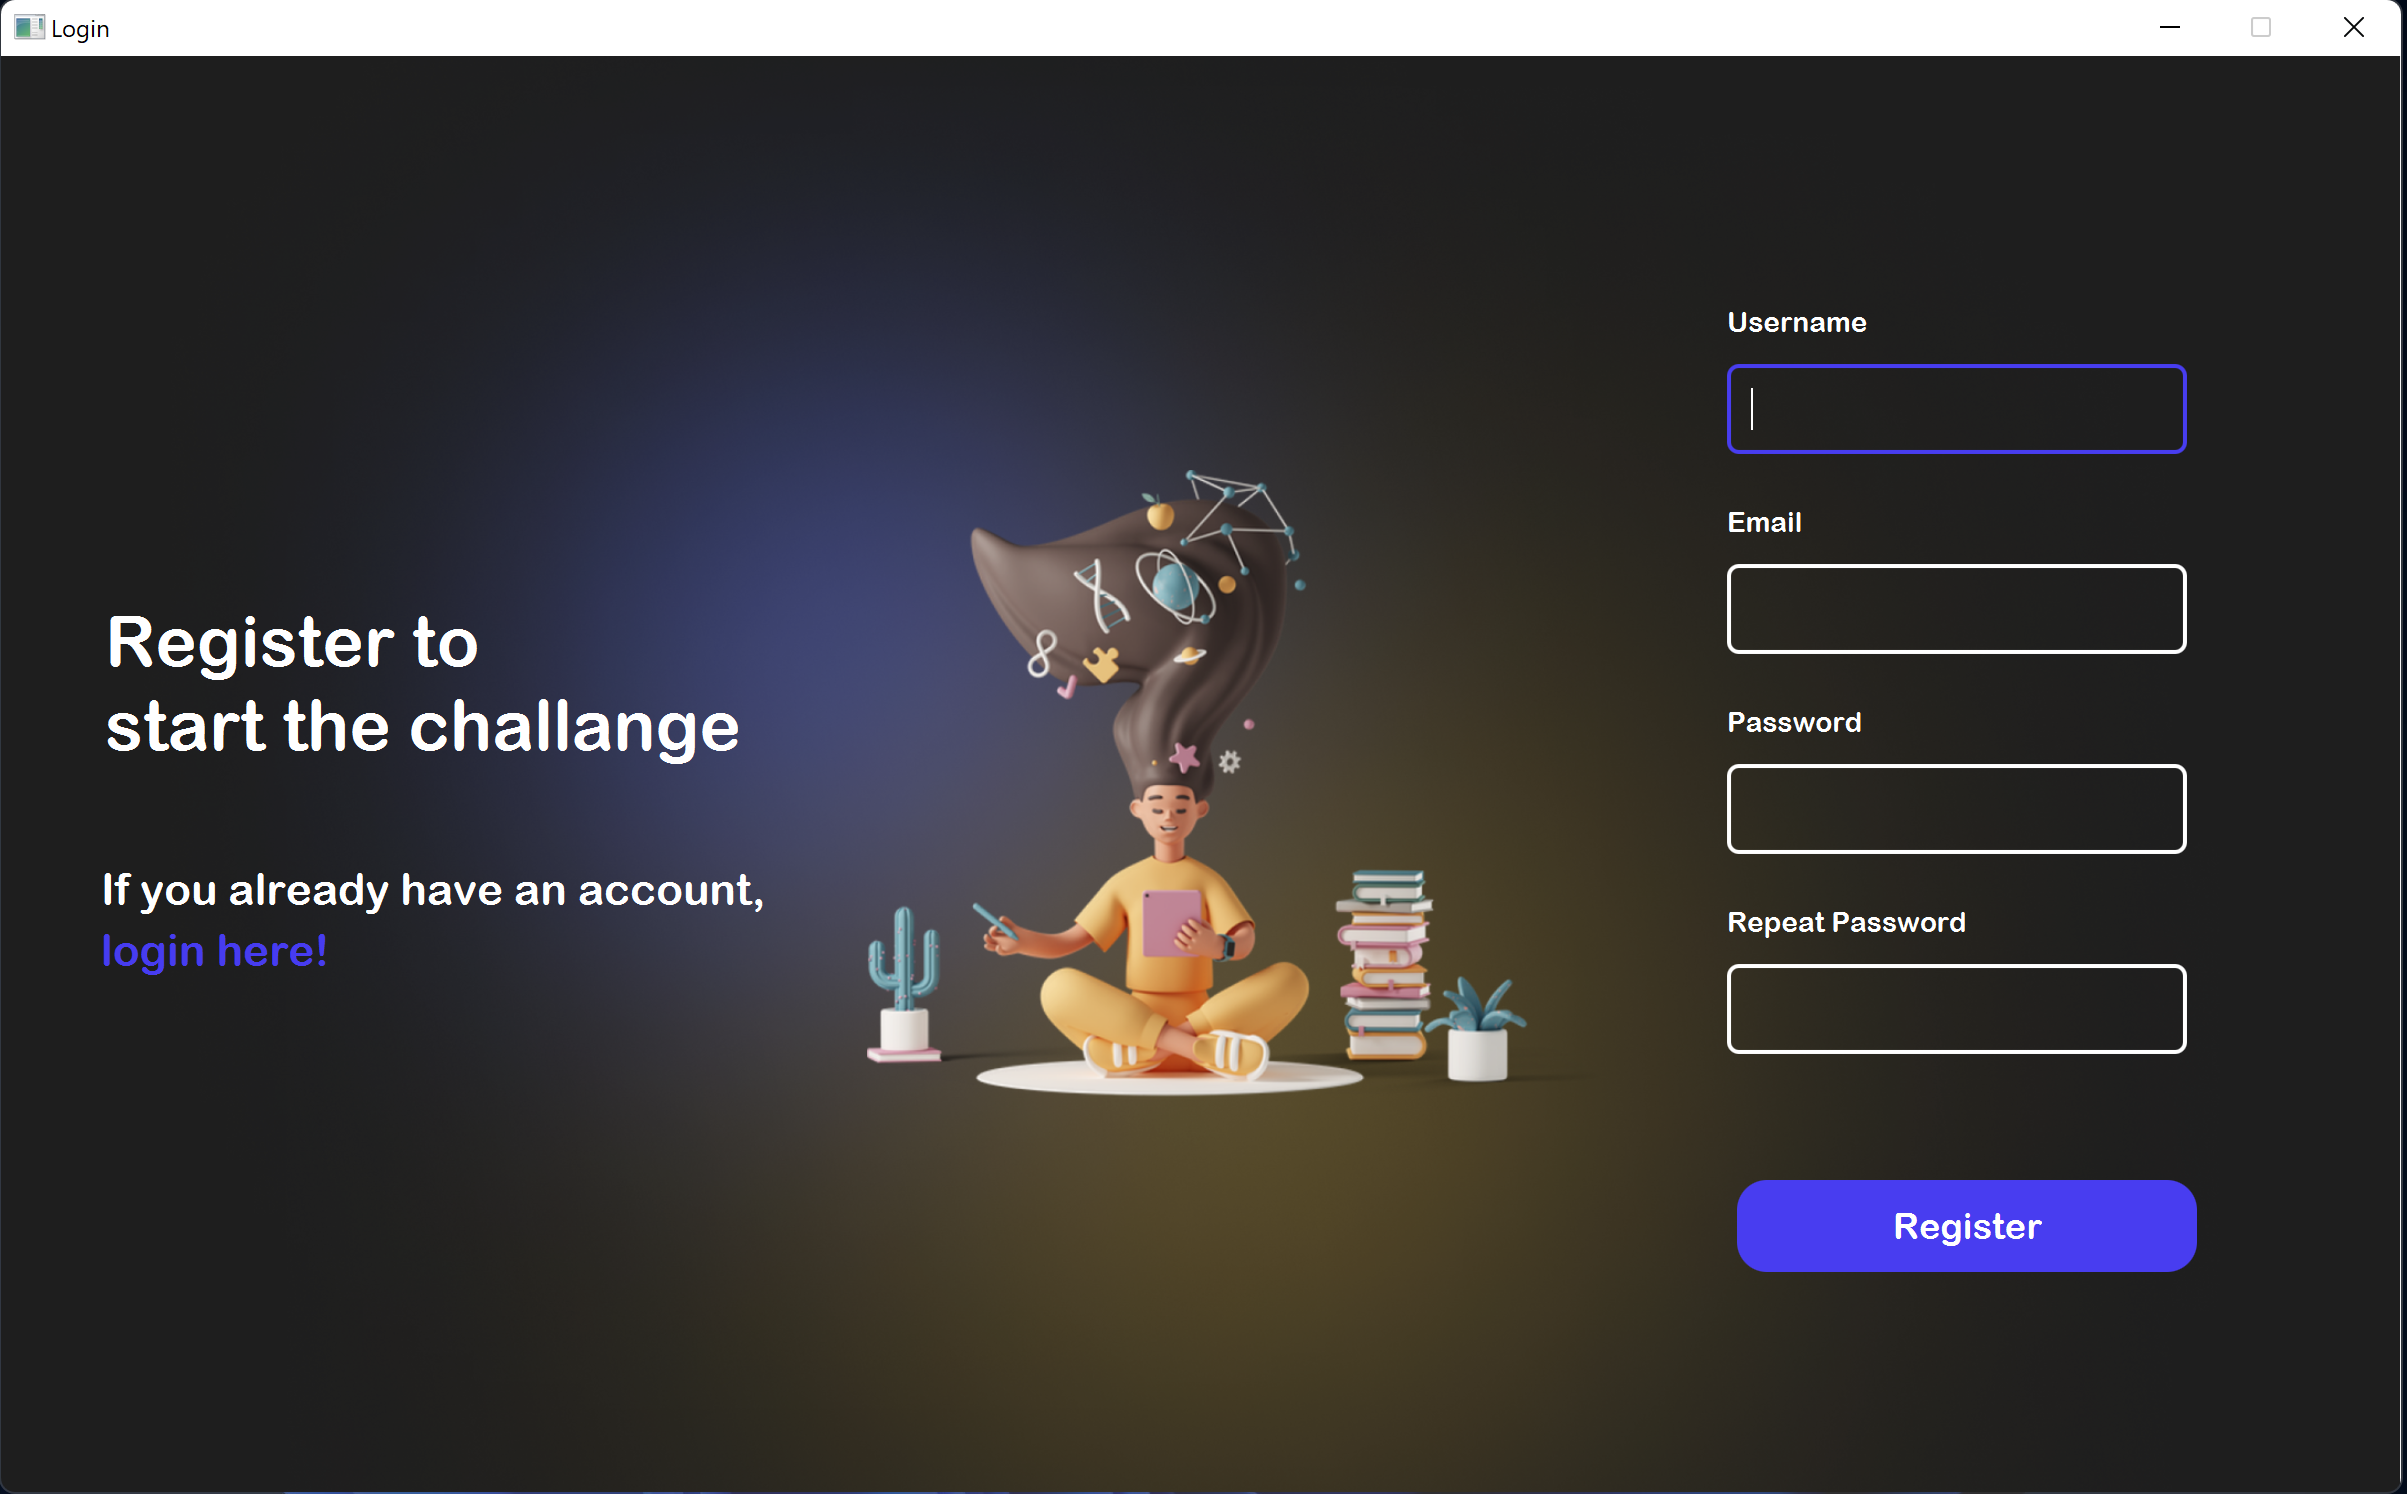 Login
Register to
start the challange
If you already have an account,
login here!
Username
Email
Password
Repeat Password
Register